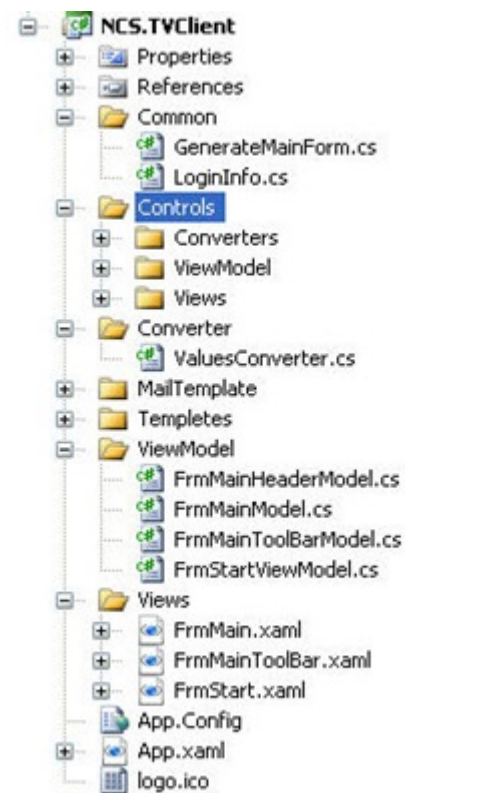 NCS.TVClient
Properties
References
Common
GenerateMainForm.cs
LoginInfo.cs
Controls
Converters
ViewModel
Views
Converter
ValuesConverter.cs
MailTemplate
Templetes
ViewModel
FrmMainHeaderModel.cs
FrmMainModel.cs
FrmMainToolBarModel.cs
FrmStartViewModel.cs
Views
FrmMain.xaml
FrmMainToolBar.xaml
FrmStart.xaml
App.Config
App.xaml
logo.ico